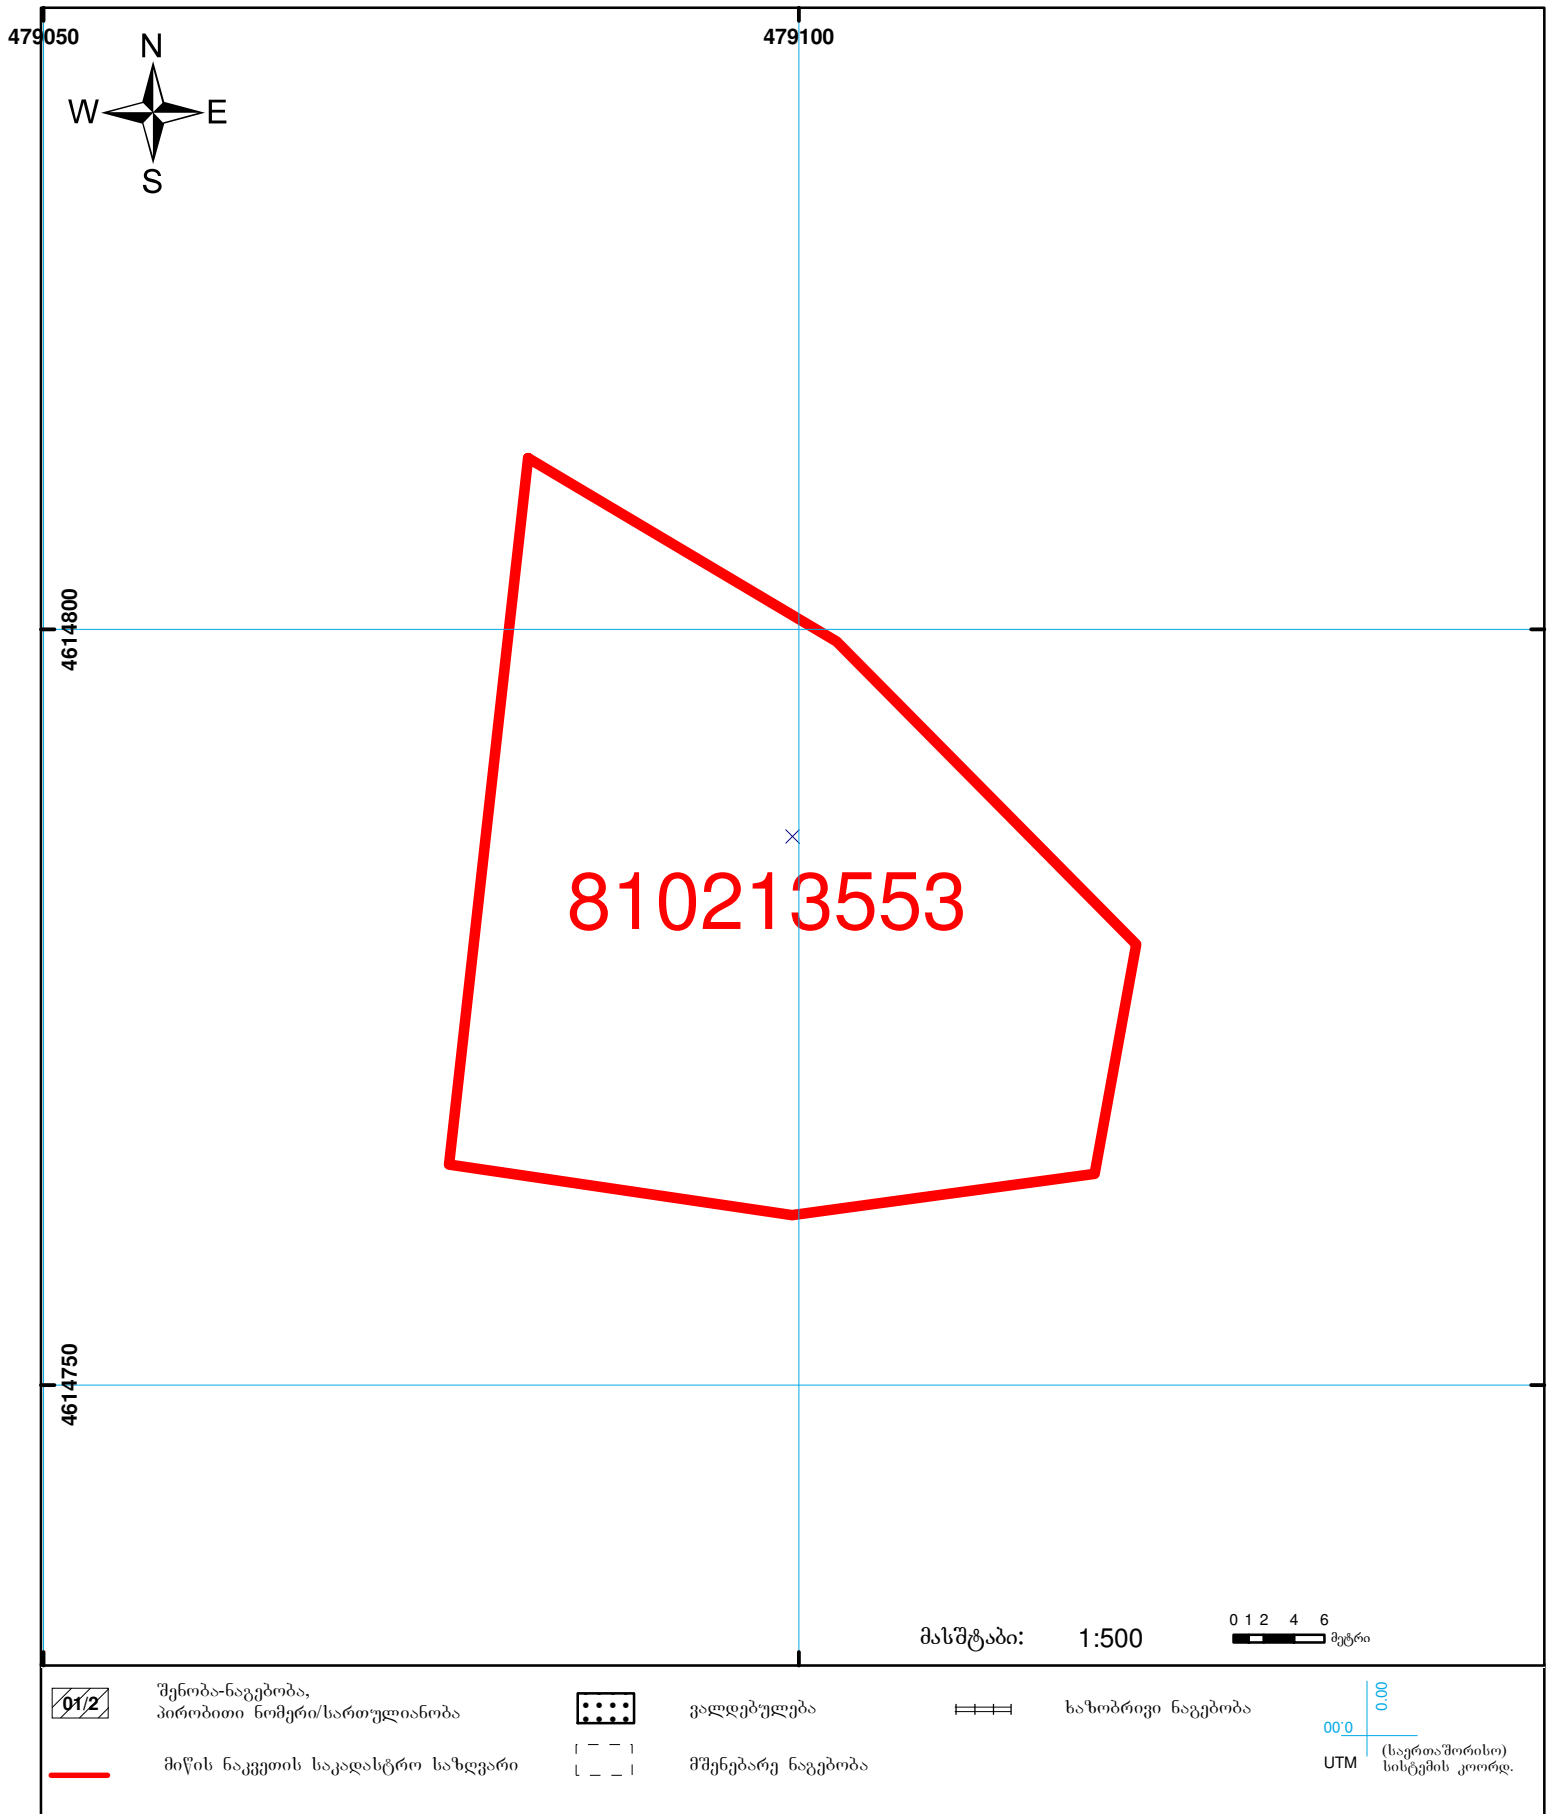 479050
479100
N
W
E
S
4614800
810213553
4614750
მასშტაბი:
1:500
0 1 2 4 6
მეტრი
01/2
შენობა-ნაგებობა,
პირობითი ნომერი/სართულიანობა
ვალდებულება
ხაზობრივი ნაგებობა
მიწის ნაკვეთის საკადასტრო საზღვარი
მშენებარე ნაგებობა
0.00
00'0
UTM
(საერთაშორისო)
სისტემის კოორდ.